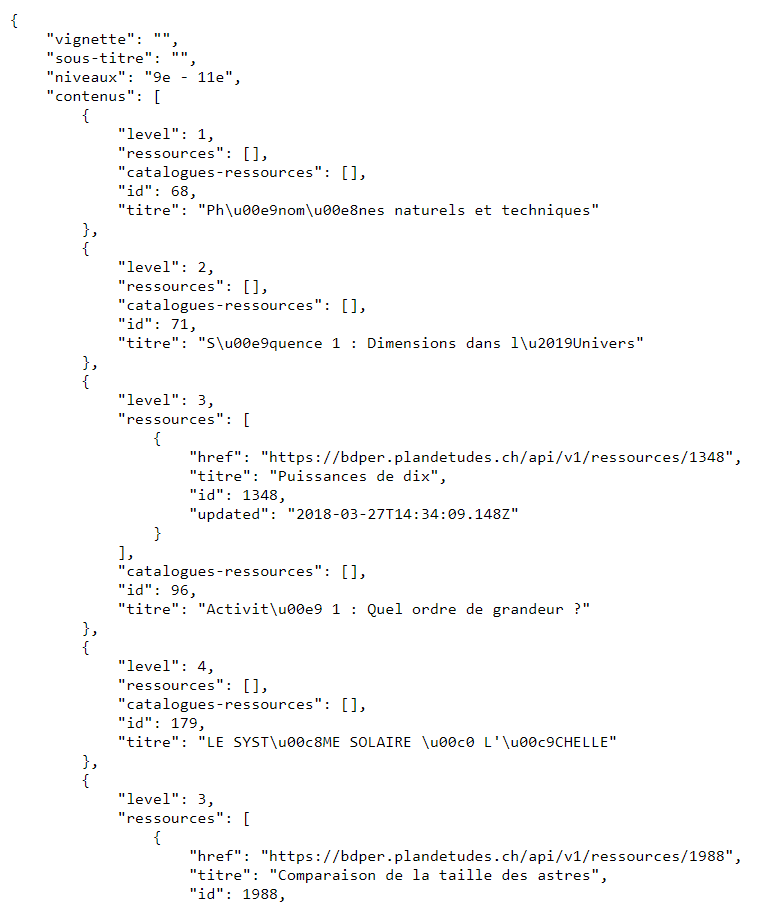 {
    "vignette": "",
    "sous-titre": "",
    "niveaux": "9e - 11e",
    "contenus": [
        {
            "level": 1,
            "ressources": [],
            "catalogues-ressources": [],
            "id": 68,
            "titre": "Ph\u00e9nom\u00e8nes naturels et techniques"
        },
        {
            "level": 2,
            "ressources": [],
            "catalogues-ressources": [],
            "id": 71,
            "titre": "S\u00e9quence 1 : Dimensions dans l\u2019Univers"
        },
        {
            "level": 3,
            "ressources": [
                {
                    "href": "https://bdper.plandetudes.ch/api/v1/ressources/1348",
                    "titre": "Puissances de dix",
                    "id": 1348,
                    "updated": "2018-03-27T14:34:09.148Z"
                }
            ],
            "catalogues-ressources": [],
            "id": 96,
            "titre": "Activit\u00e9 1 : Quel ordre de grandeur ?"
        },
        {
            "level": 4,
            "ressources": [],
            "catalogues-ressources": [],
            "id": 179,
            "titre": "LE SYST\u00c8ME SOLAIRE \u00c0 L'\u00c9CHELLE"
        },
        {
            "level": 3,
            "ressources": [
                {
                    "href": "https://bdper.plandetudes.ch/api/v1/ressources/1988",
                    "titre": "Comparaison de la taille des astres",
                    "id": 1988,